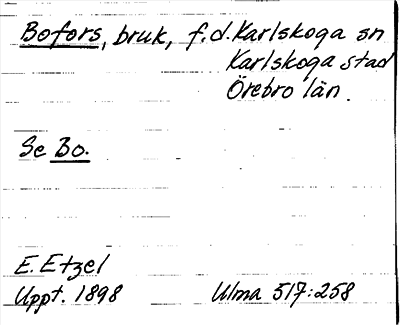 Bofors, bruk, f.d. Karlskoga sn
Karlskoga stad
Örebro län.
Se Bo.
E. Etzel
Uppt. 1898 Ulma 517:258